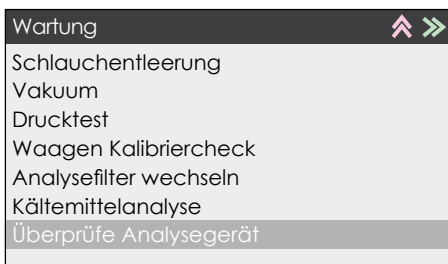 Wartung
Schlauchentleerung
Vakuum
Drucktest
Waagen Kalibriercheck
Analysefilter wechseln
Kältemittelanalyse
Überprüfe Analysegerät